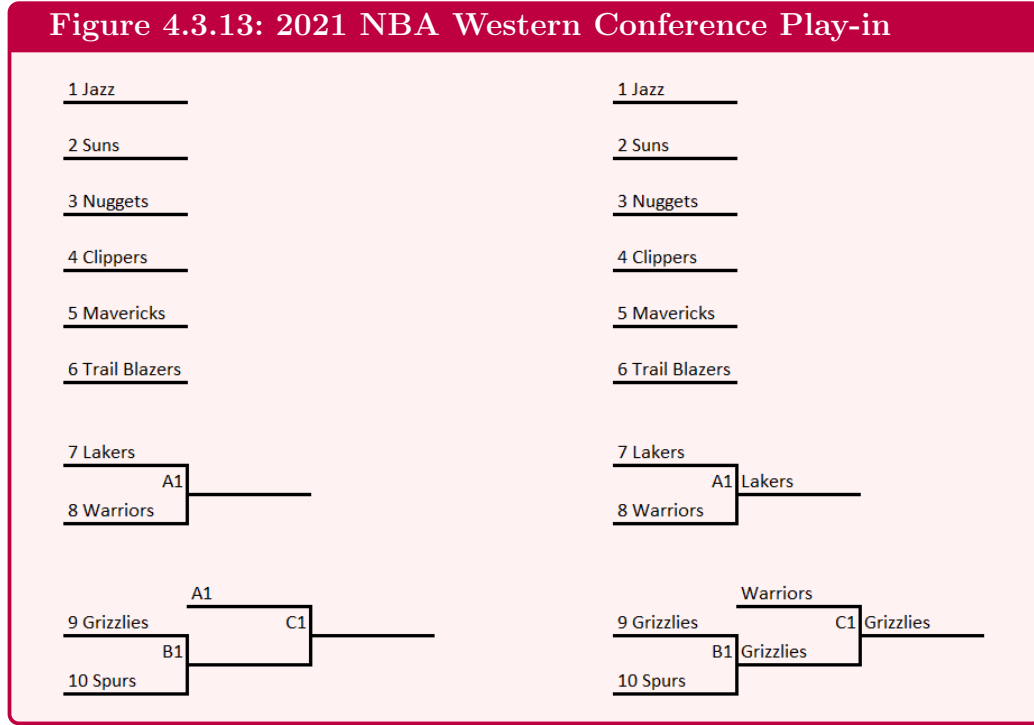 Figure 4.3.13: 2021 NBA Western Conference Play-in
1 Jazz
2 Suns
3 Nuggets
4 Clippers
5 Mavericks
6 Trail Blazers
7 Lakers
A1
8 Warriors
A1
9 Grizzlies
C1
B1
10 Spurs
1 Jazz
2 Suns
3 Nuggets
4 Clippers
5 Mavericks
6 Trail Blazers
7 Lakers
A1 Lakers
8 Warriors
Warriors
9 Grizzlies
C1 Grizzlies
B1 Grizzlies
10 Spurs